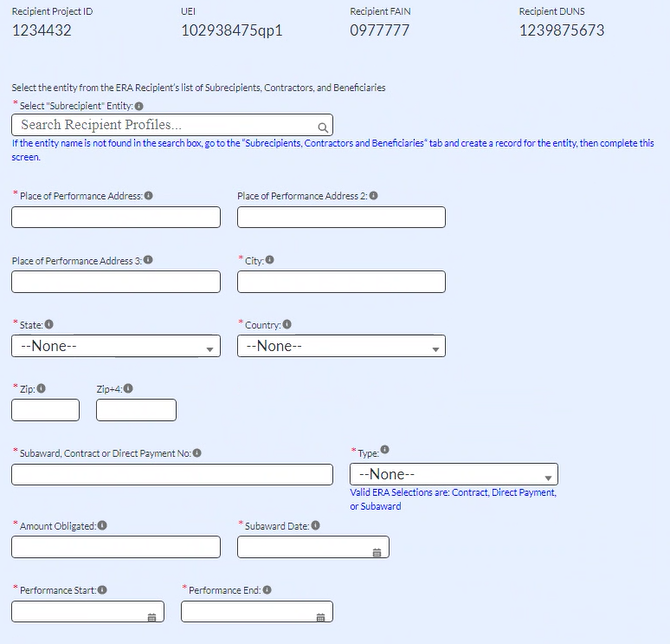 Recipient Project ID UEI Recipient FAIN Recipient DUNS
1234432 102938475qp1 0977777 1239875673
Select the entity from the ERA Recipient's list of Subrecipients, Contractors, and Beneficiaries
* Select "Subrecipient" Entity:
Search Recipient Profiles...
If the entity name is not found in the search box, go to the "Subrecipients, Contractors and Beneficiaries" tab and create a record for the entity, then complete this
screen.
* Place of Performance Address: Place of Performance Address 2:
Place of Performance Address 3: * City:
* State: * Country:
--None-- --None--
* Zip: Zip+4:
* Subaward, Contract or Direct Payment No: * Type:
--None--
Valid ERA Selections are: Contract, Direct Payment,
or Subaward
* Amount Obligated: * Subaward Date:
* Performance Start: * Performance End: